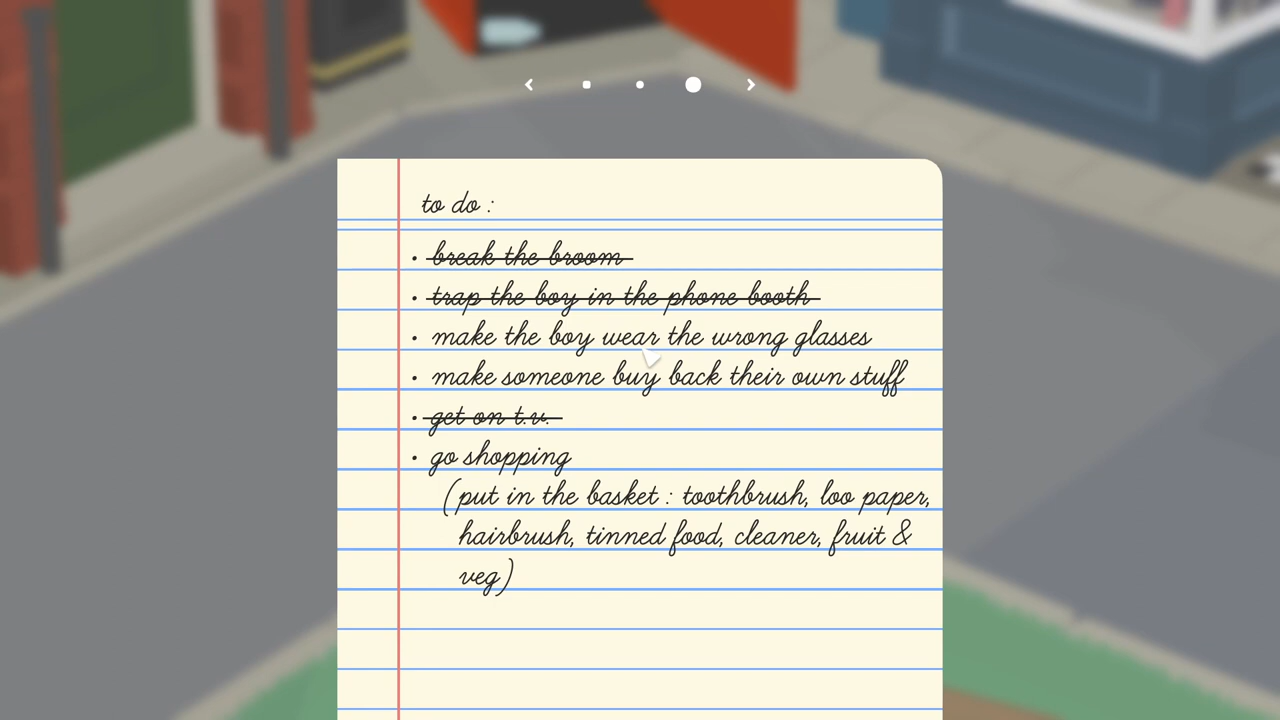 to do :
• break the broom
• trap the boy in the phone booth
• make the boy wear the wrong glasses
• make someone buy back their own stuff
• get on t.v.
• go shopping
(put in the basket : toothbrush, loo paper,
hairbrush, tinned food, cleaner, fruit &
veg)